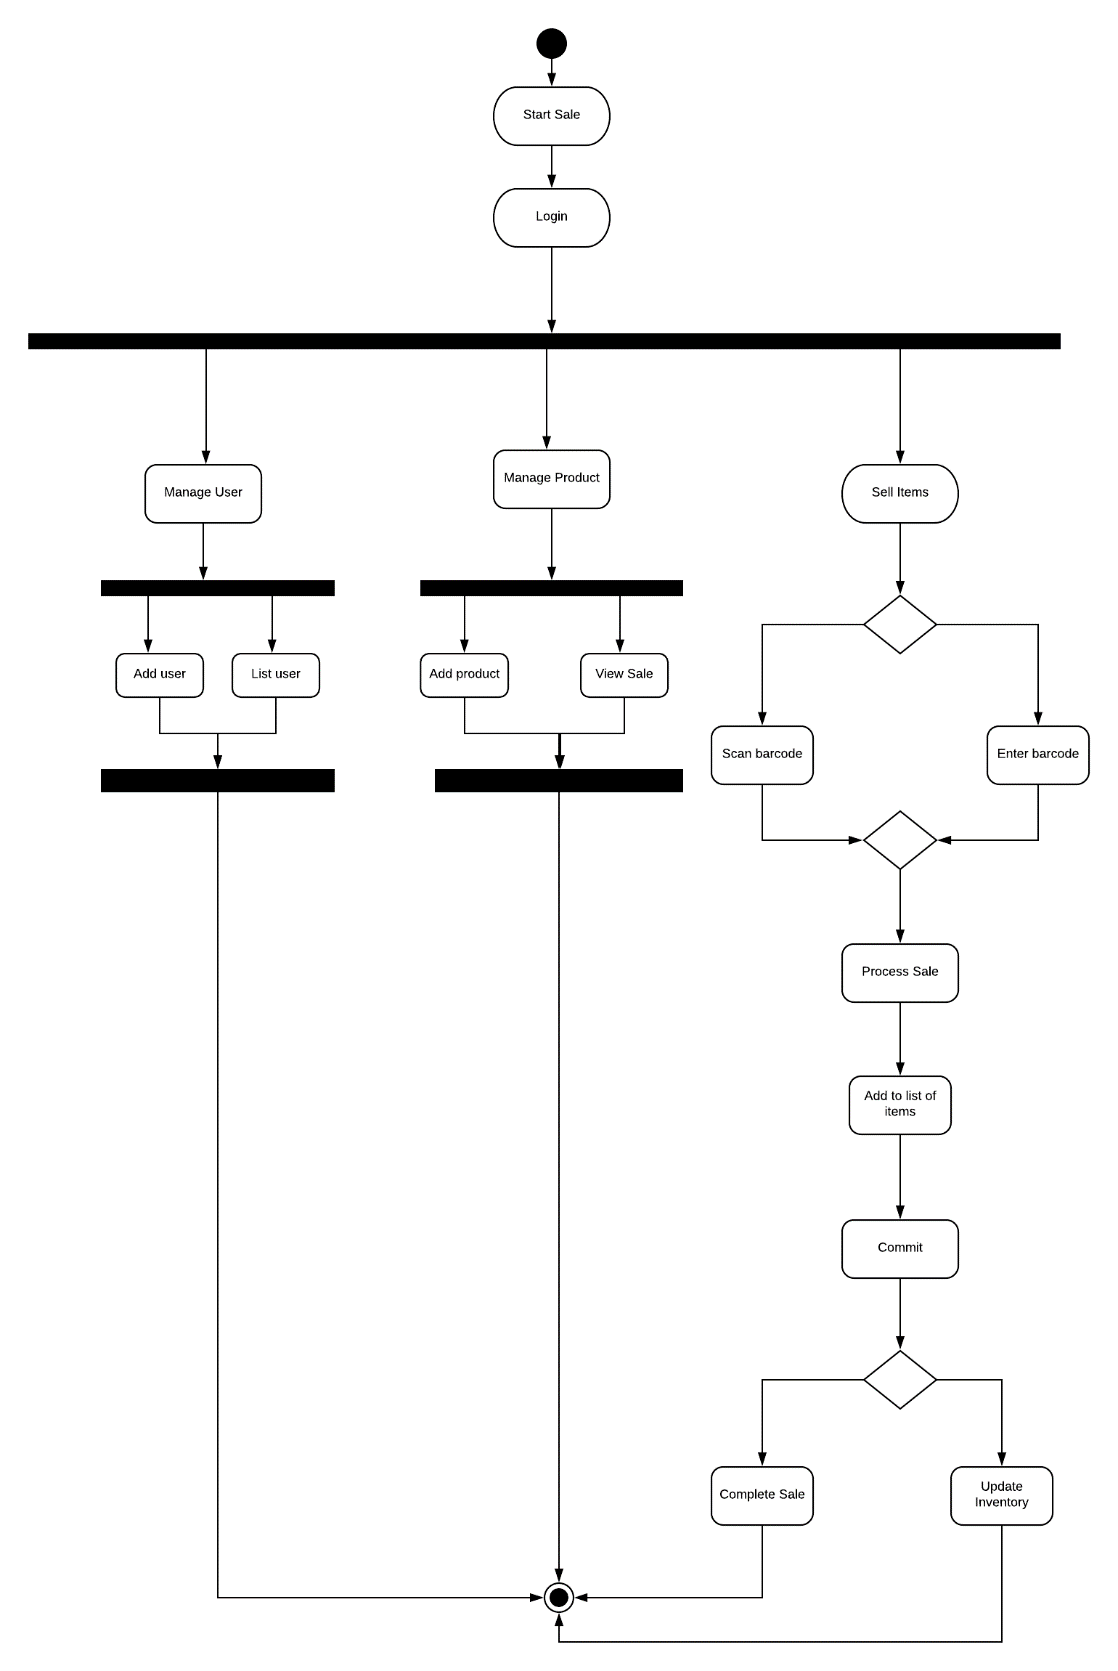 Start Sale
Login
Manage User
Manage Product
Sell Items
Add user
List user
Add product
View Sale
Scan barcode
Enter barcode
Process Sale
Add to list of
items
Commit
Complete Sale
Update
Inventory